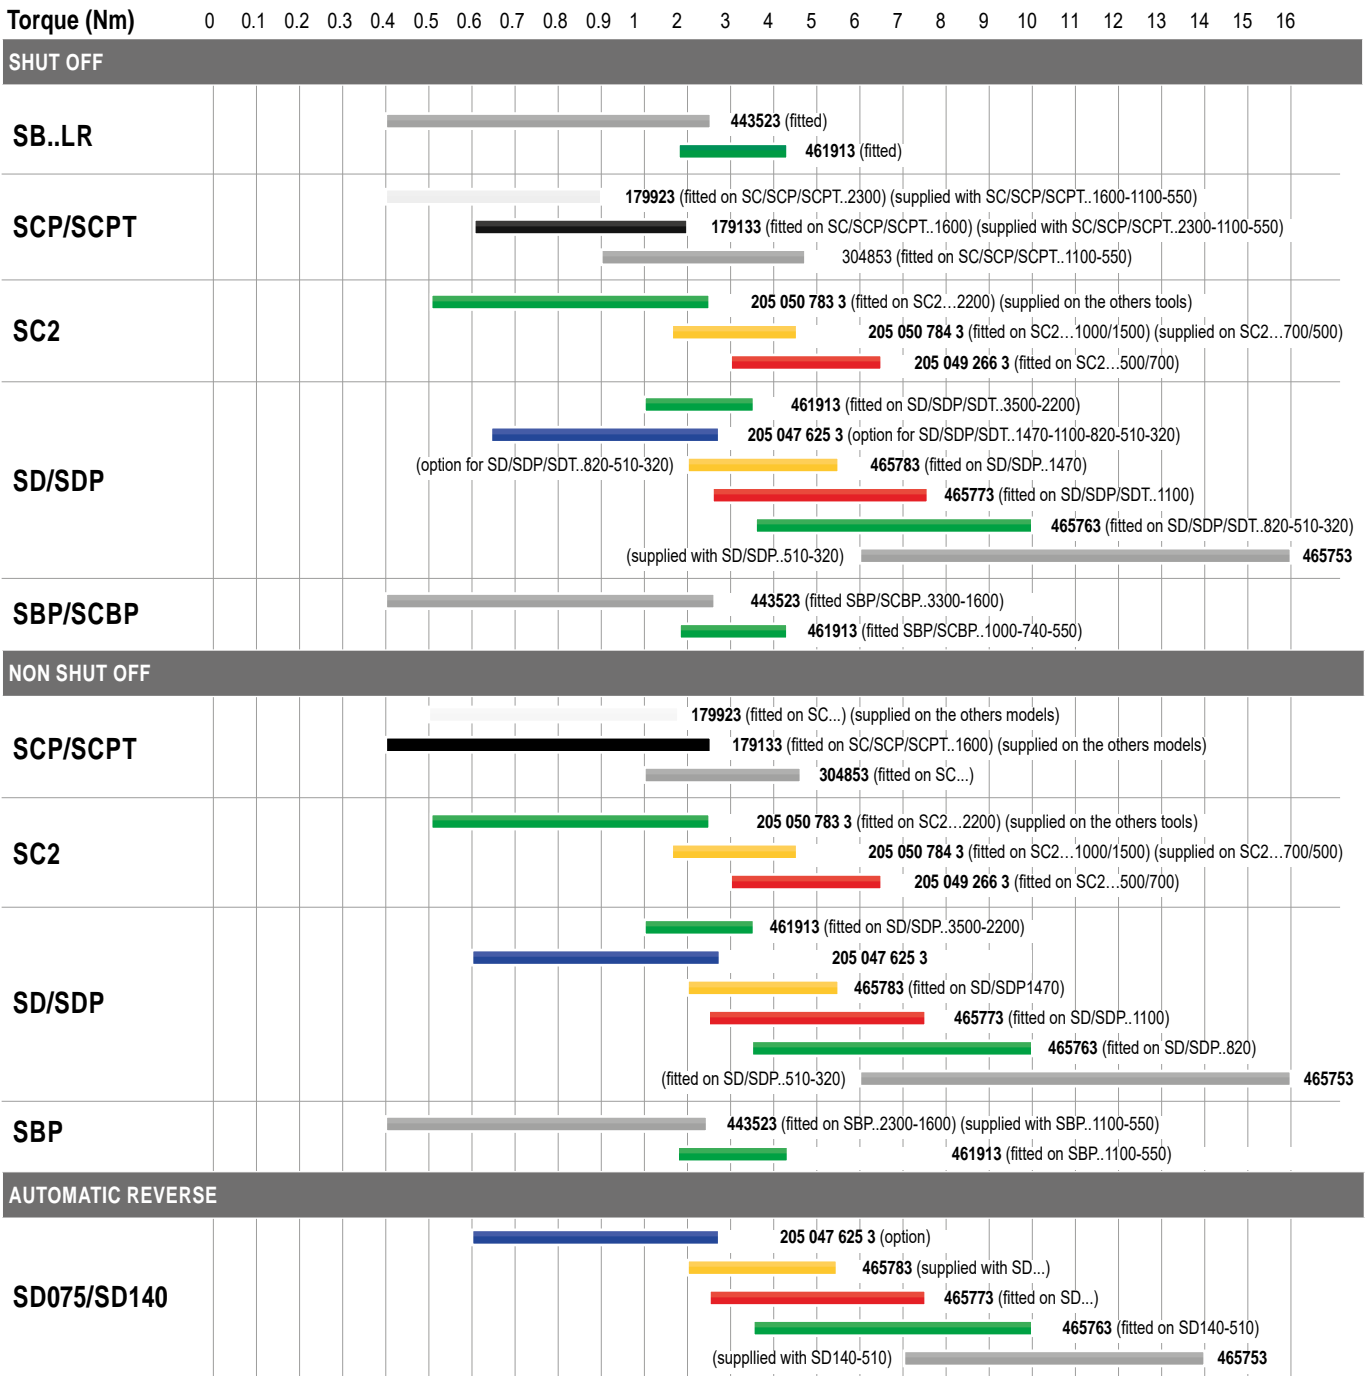 Torque (Nm) 0 0.1 0.2 0.3 0.4 0.5 0.6 0.7 0.8 0.9 1 2 3 4 5 6 7 8 9 10 11 12 13 14 15 16
SHUT OFF
SB..LR
443523 (fitted)
461913 (fitted)
SCP/SCPT
179923 (fitted on SC/SCP/SCPT..2300) (supplied with SC/SCP/SCPT..1600-1100-550)
179133 (fitted on SC/SCP/SCPT..1600) (supplied with SC/SCP/SCPT..2300-1100-550)
304853 (fitted on SC/SCP/SCPT..1100-550)
SC2
205 050 783 3 (fitted on SC2…2200) (supplied on the others tools)
205 050 784 3 (fitted on SC2…1000/1500) (supplied on SC2…700/500)
205 049 266 3 (fitted on SC2…500/700)
SD/SDP
461913 (fitted on SD/SDP/SDT..3500-2200)
205 047 625 3 (option for SD/SDP/SDT..1470-1100-820-510-320)
(option for SD/SDP/SDT..820-510-320) 465783 (fitted on SD/SDP..1470)
465773 (fitted on SD/SDP/SDT..1100)
465763 (fitted on SD/SDP/SDT..820-510-320)
(supplied with SD/SDP..510-320) 465753
SBP/SCBP
443523 (fitted SBP/SCBP..3300-1600)
461913 (fitted SBP/SCBP..1000-740-550)
NON SHUT OFF
SCP/SCPT
179923 (fitted on SC...) (supplied on the others models)
179133 (fitted on SC/SCP/SCPT..1600) (supplied on the others models)
304853 (fitted on SC...)
SC2
205 050 783 3 (fitted on SC2…2200) (supplied on the others tools)
205 050 784 3 (fitted on SC2…1000/1500) (supplied on SC2…700/500)
205 049 266 3 (fitted on SC2…500/700)
SD/SDP
461913 (fitted on SD/SDP..3500-2200)
205 047 625 3
465783 (fitted on SD/SDP1470)
465773 (fitted on SD/SDP..1100)
465763 (fitted on SD/SDP..820)
(fitted on SD/SDP..510-320) 465753
SBP
443523 (fitted on SBP..2300-1600) (supplied with SBP..1100-550)
461913 (fitted on SBP..1100-550)
AUTOMATIC REVERSE
SD075/SD140
205 047 625 3 (option)
465783 (supplied with SD...)
465773 (fitted on SD...)
465763 (fitted on SD140-510)
(suppllied with SD140-510) 465753